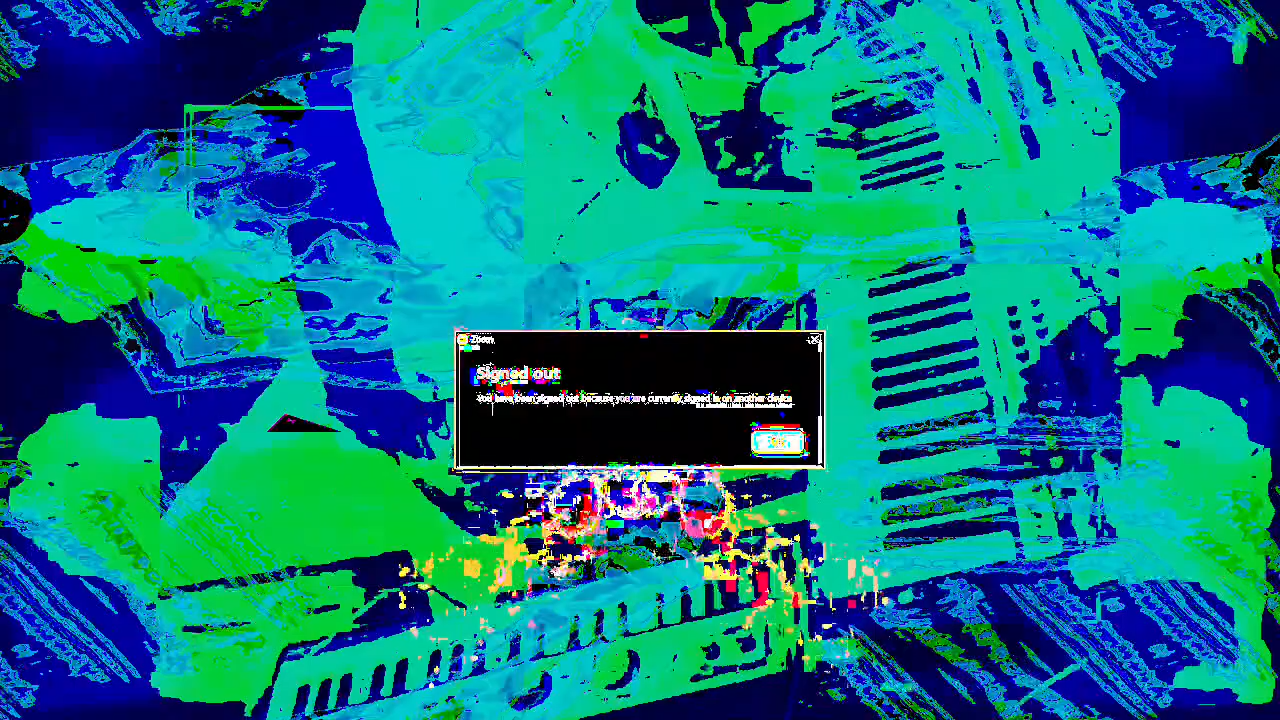 Zoom
Signed out
You have been signed out because you are currently signed in on another device